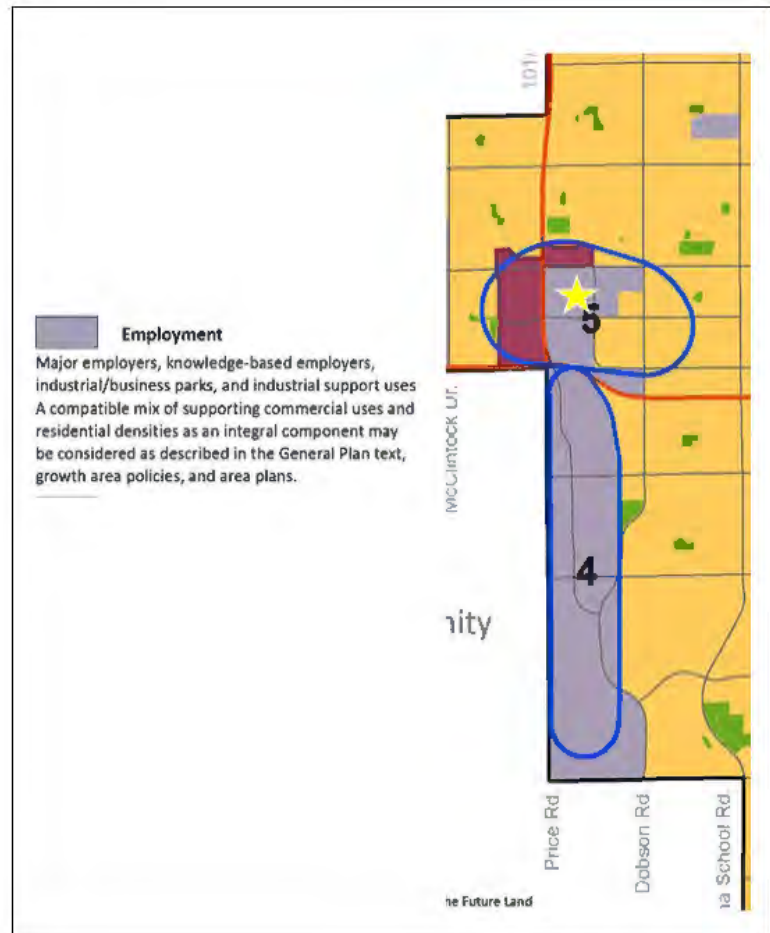 101/
5
Employment
Major employers, knowledge-based employers,
industrial/business parks, and industrial support uses
A compatible mix of supporting commercial uses and
residential densities as an integral component may
be considered as described in the General Plan text,
growth area policies, and area plans.
McClintock Dr.
4
nity
Price Rd
Dobson Rd
na School Rd.
he Future Land